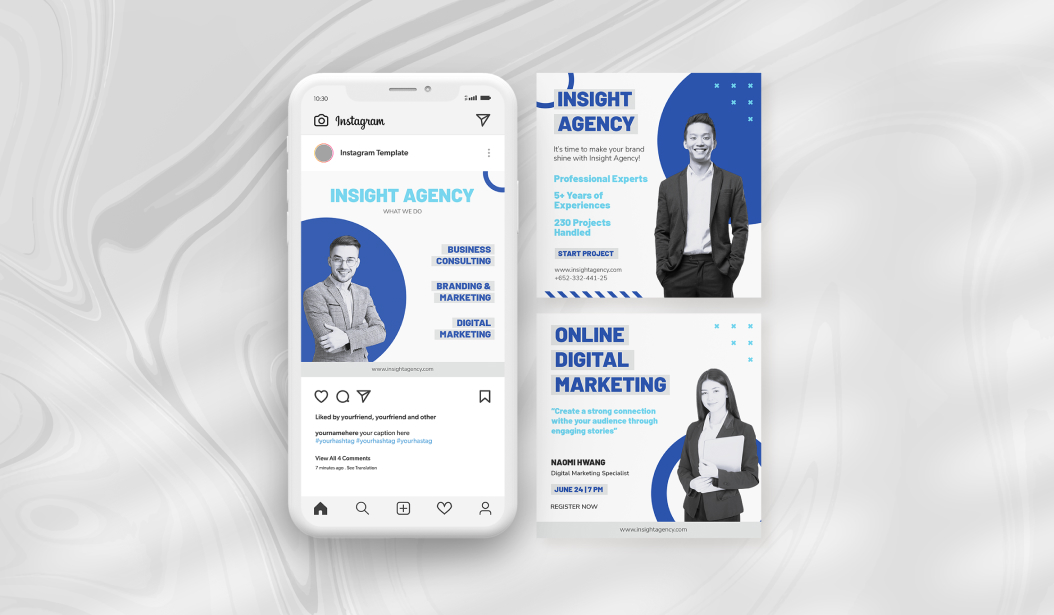 10:30
Instagram
Instagram Template
INSIGHT AGENCY
WHAT WE DO
BUSINESS
CONSULTING
BRANDING &
MARKETING
DIGITAL
MARKETING
www.insightagency.com
Liked by yourfriend, yourfriend and other
yournamehere your caption here
#yourhashtag #yourhashtag #yourhastag
View All 4 Comments
7 minutes ago . See Translation
INSIGHT
AGENCY
It's time to make your brand
shine with Insight Agency!
Professional Experts
5+ Years of
Experiences
230 Projects
Handled
START PROJECT
www.insightagency.com
+652-332-441-25
ONLINE
DIGITAL
MARKETING
"Create a strong connection
withe your audience through
engaging stories"
NAOMI HWANG
Digital Marketing Specialist
JUNE 24 | 7 PM
REGISTER NOW
www.insightagency.com